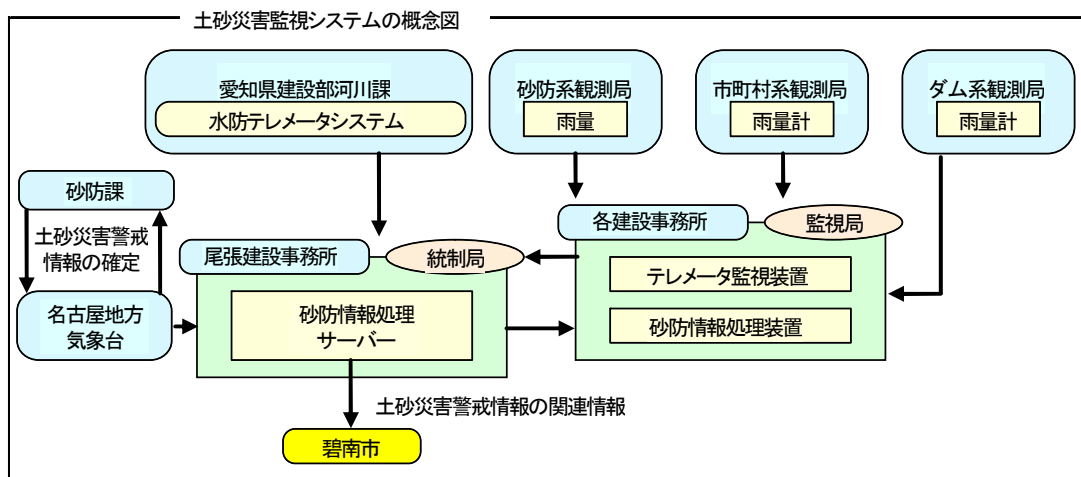 土砂災害監視システムの概念図
愛知県建設部河川課
水防テレメータシステム
砂防系観測局
雨量
市町村系観測局
雨量計
ダム系観測局
雨量計
砂防課
土砂災害警戒
情報の確定
名古屋地方
気象台
尾張建設事務所
統制局
砂防情報処理
サーバー
各建設事務所
監視局
テレメータ監視装置
砂防情報処理装置
土砂災害警戒情報の関連情報
碧南市